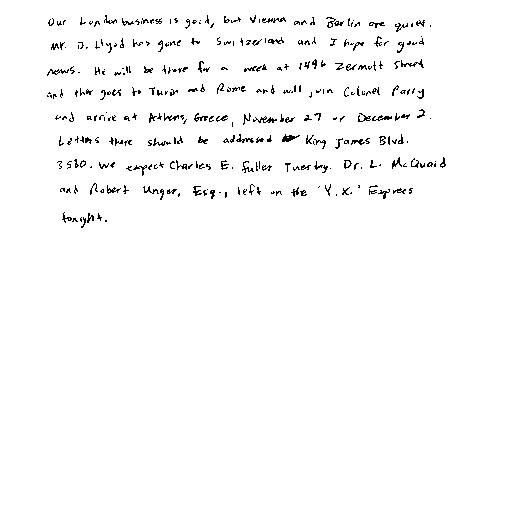 Our London business is good, but Vienna and Berlin are quiet.
Mr. D. Llyod has gone to Switzerland and I hope for good
news. He will be there for a week at 1496 Zermott Street
and then goes to Turin and Rome and will join Colonel Parry
and arrive at Athens, Greece, November 27 or December 2.
Letters there should be addressed King James Blvd.
3580. We expect Charles E. Fuller Tuesday. Dr. L. McQuaid
and Robert Unger, Esq., left on the 'Y.X.' Express
tonight.